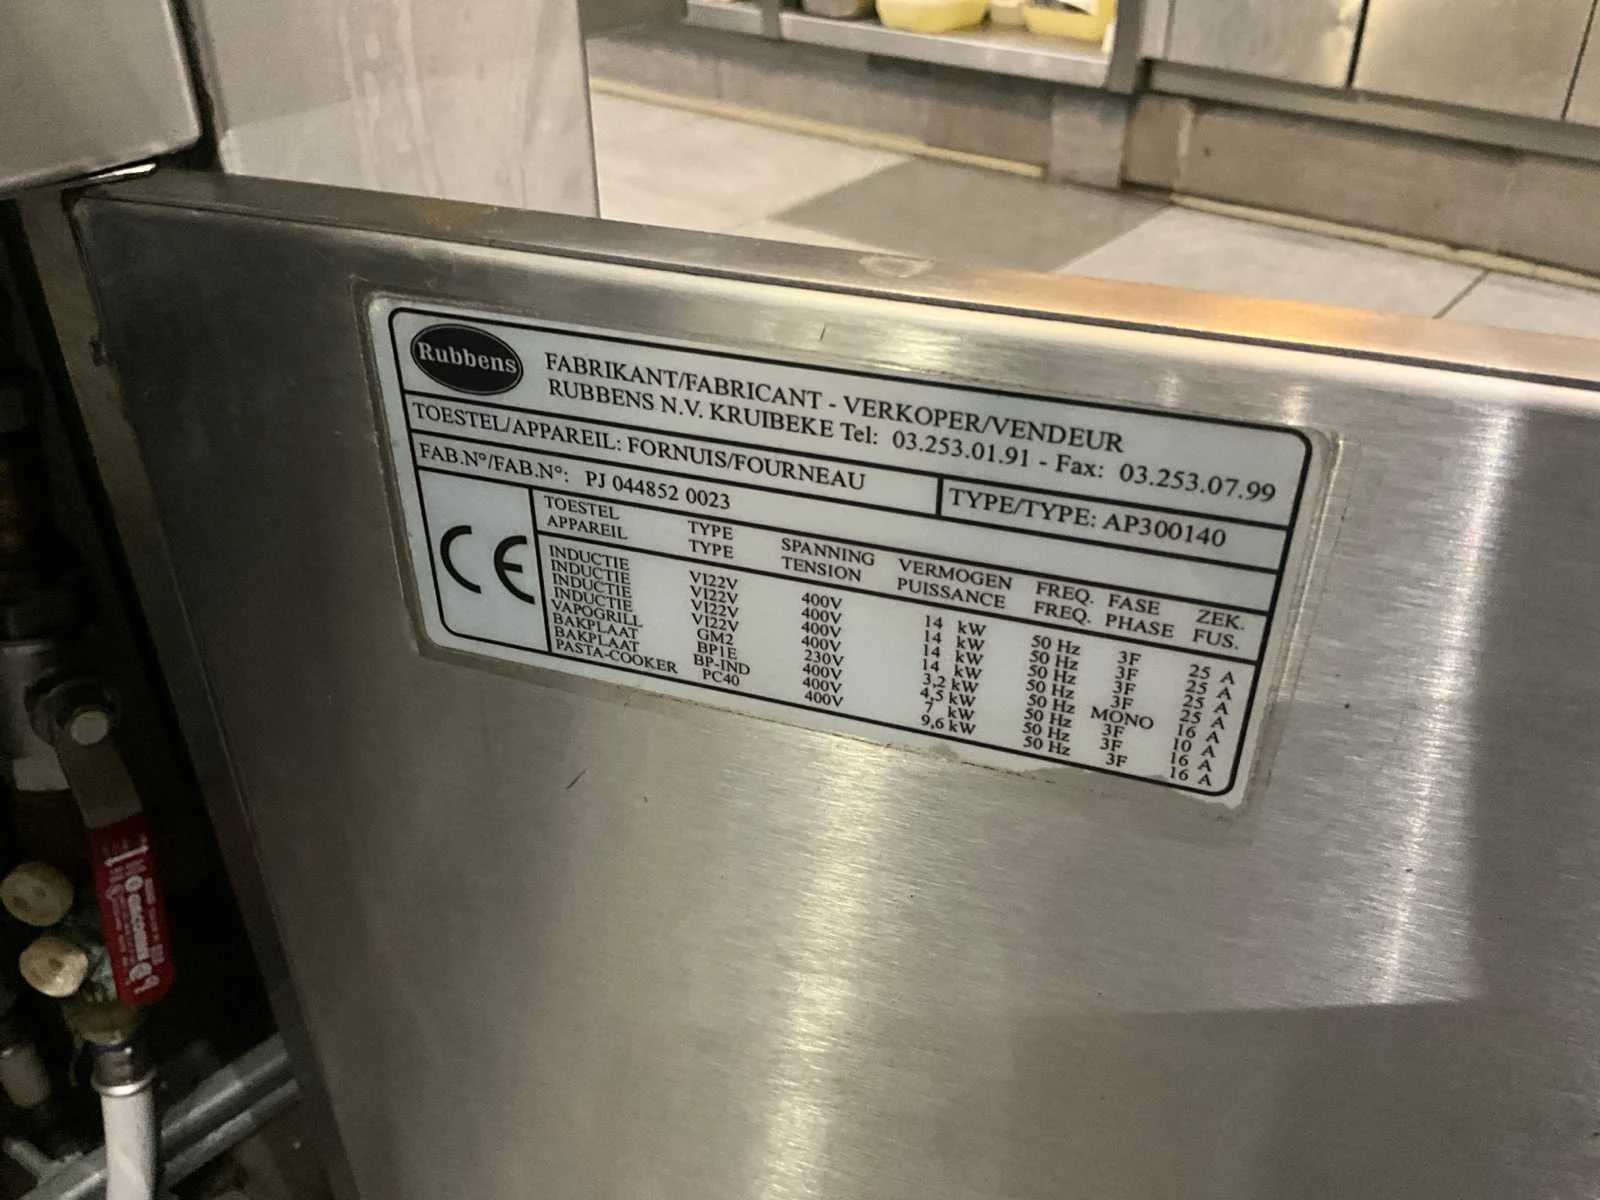 Rubbens
FABRIKANT/FABRICANT - VERKOPER/VENDEUR
RUBBENS N.V. KRUIBEKE Tel: 03.253.01.91 - Fax: 03.253.07.99
TOESTEL/APPAREIL: FORNUIS/FOURNEAU
TYPE/TYPE: AP300140
FAB.Nº/FAB.Nº: PJ 044852 0023
CE
TOESTEL TYPE SPANNING VERMOGEN FREQ. FASE ZEK.
APPAREIL TYPE TENSION PUISSANCE FREQ. PHASE FUS.
INDUCTIE VI22V 400V 14 kW 50 Hz 3F 25 A
INDUCTIE VI22V 400V 14 kW 50 Hz 3F 25 A
INDUCTIE VI22V 400V 14 kW 50 Hz 3F 25 A
INDUCTIE VI22V 400V 14 kW 50 Hz 3F 25 A
VAPOGRILL GM2 230V 3,2 kW 50 Hz MONO 16 A
BAKPLAAT BP1E 400V 4,5 kW 50 Hz 3F 10 A
BAKPLAAT BP-IND 400V 7 kW 50 Hz 3F 16 A
PASTA-COOKER PC40 400V 9,6 kW 50 Hz 3F 16 A